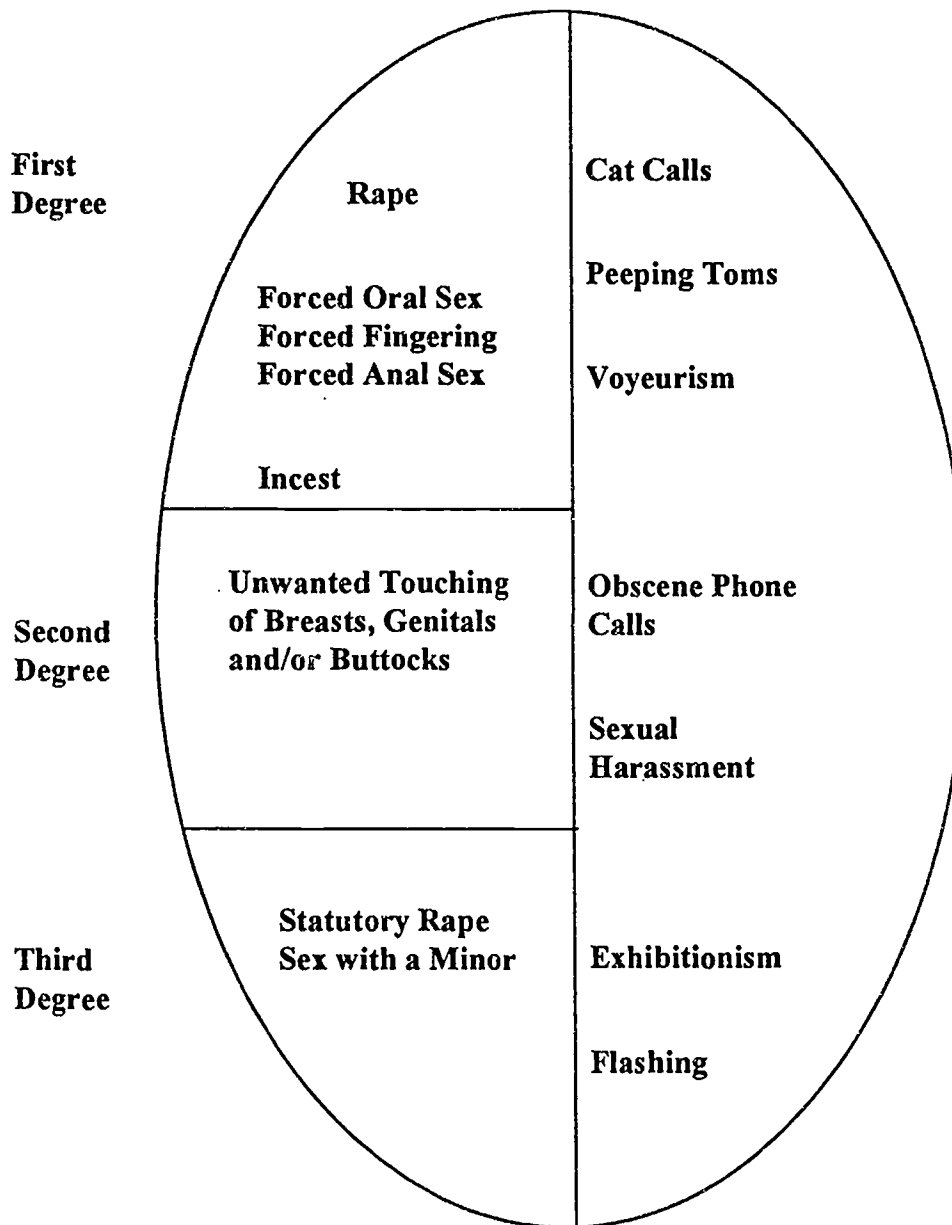 First
Degree
Rape
Forced Oral Sex
Forced Fingering
Forced Anal Sex
Incest
Second
Degree
Unwanted Touching
of Breasts, Genitals
and/or Buttocks
Third
Degree
Statutory Rape
Sex with a Minor
Cat Calls
Peeping Toms
Voyeurism
Obscene Phone
Calls
Sexual
Harassment
Exhibitionism
Flashing